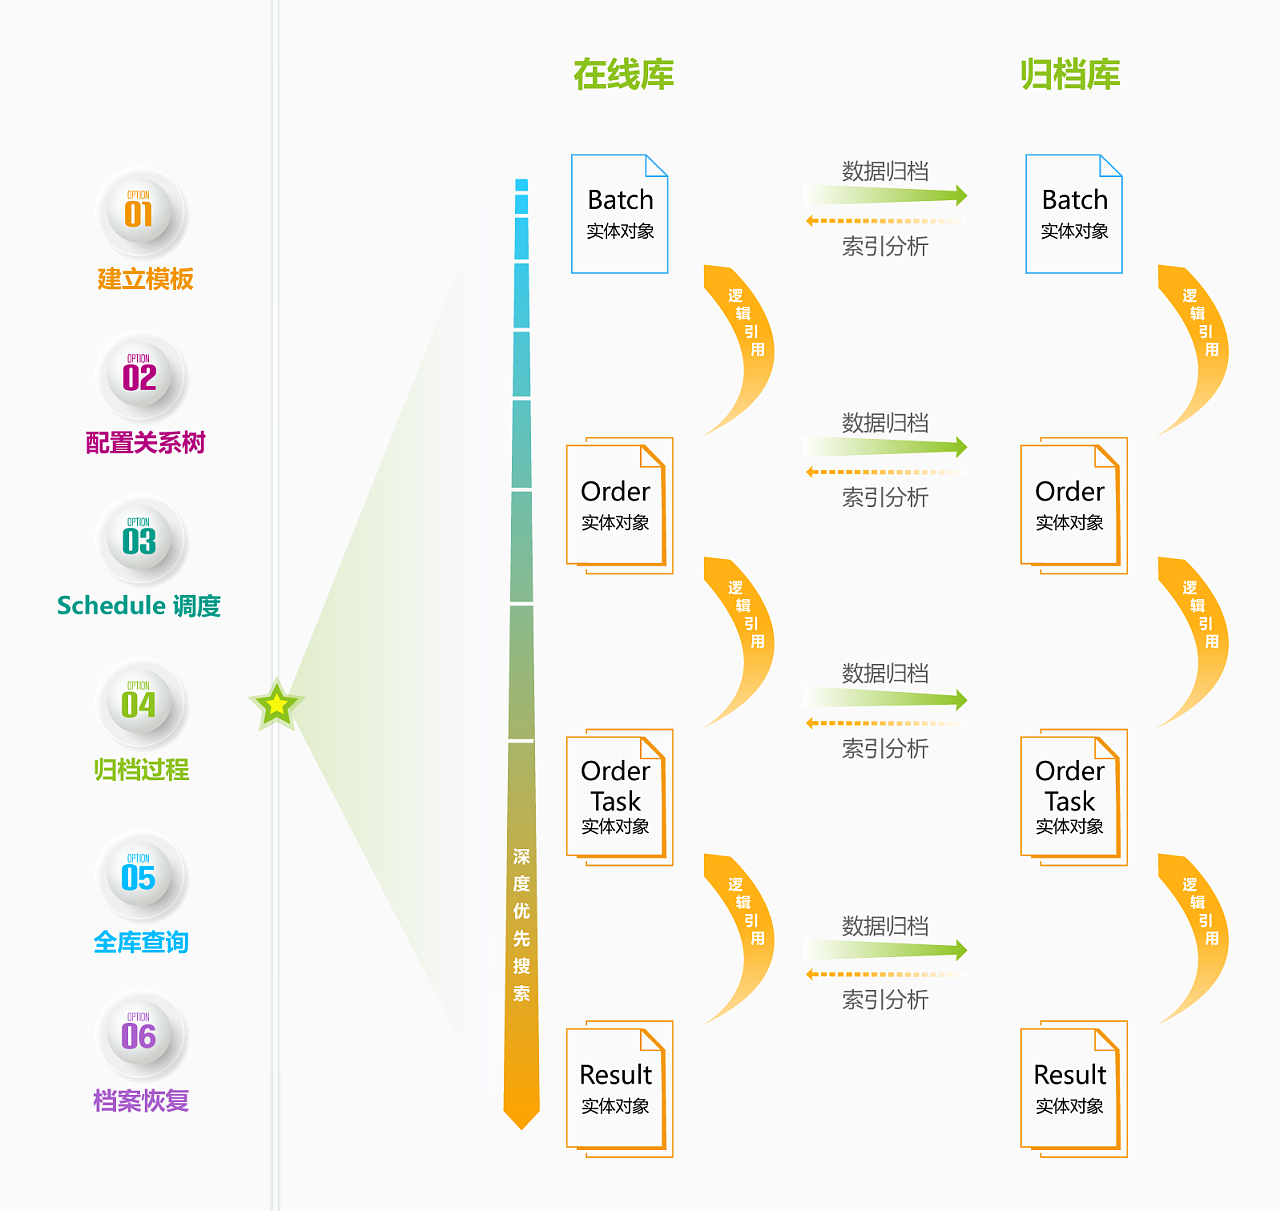 OPTION
01
建立模板
OPTION
02
配置关系树
OPTION
03
Schedule 调度
OPTION
04
归档过程
OPTION
05
全库查询
OPTION
06
档案恢复
深度优先搜索
在线库
归档库
Batch
实体对象
数据归档
索引分析
Batch
实体对象
逻辑引用
逻辑引用
Order
实体对象
数据归档
索引分析
Order
实体对象
逻辑引用
逻辑引用
数据归档
索引分析
Order
Task
实体对象
Order
Task
实体对象
逻辑引用
逻辑引用
数据归档
索引分析
Result
实体对象
Result
实体对象